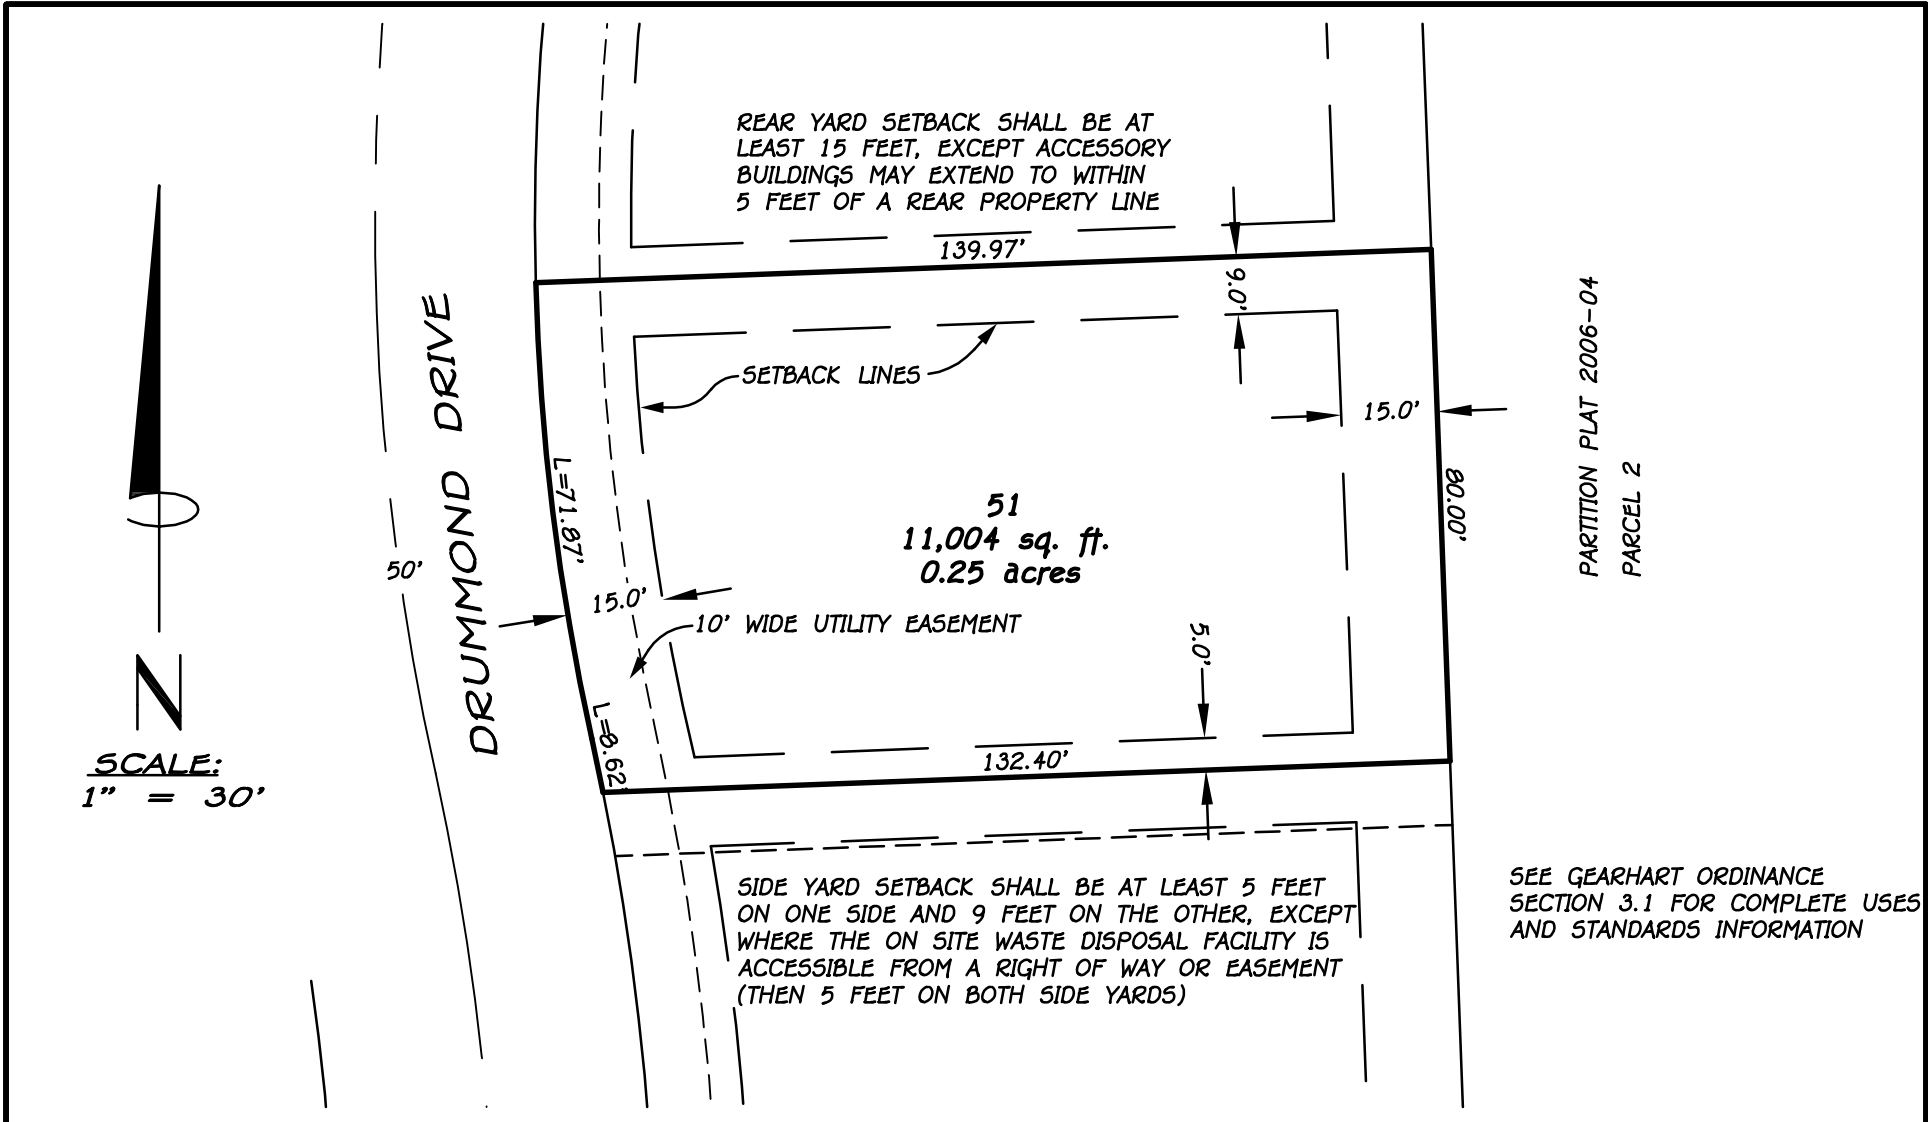 REAR YARD SETBACK SHALL BE AT
LEAST 15 FEET, EXCEPT ACCESSORY
BUILDINGS MAY EXTEND TO WITHIN
5 FEET OF A REAR PROPERTY LINE
139.97'
9.0'
SETBACK LINES
15.0'
DRUMMOND DRIVE
50'
L=71.87'
51
11,004 sq. ft.
0.25 acres
80.00'
PARTITION PLAT 2006-04
PARCEL 2
15.0'
10' WIDE UTILITY EASEMENT
5.0'
L=8.62'
132.40'
N
SCALE:
1" = 30'
SIDE YARD SETBACK SHALL BE AT LEAST 5 FEET
ON ONE SIDE AND 9 FEET ON THE OTHER, EXCEPT
WHERE THE ON SITE WASTE DISPOSAL FACILITY IS
ACCESSIBLE FROM A RIGHT OF WAY OR EASEMENT
(THEN 5 FEET ON BOTH SIDE YARDS)
SEE GEARHART ORDINANCE
SECTION 3.1 FOR COMPLETE USES
AND STANDARDS INFORMATION